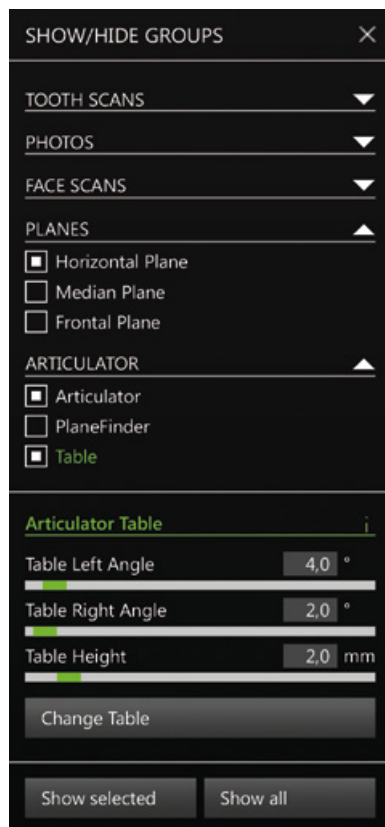 SHOW/HIDE GROUPS
TOOTH SCANS
PHOTOS
FACE SCANS
PLANES
Horizontal Plane
Median Plane
Frontal Plane
ARTICULATOR
Articulator
PlaneFinder
Table
Articulator Table i
Table Left Angle 4,0 °
Table Right Angle 2,0 °
Table Height 2,0 mm
Change Table
Show selected Show all